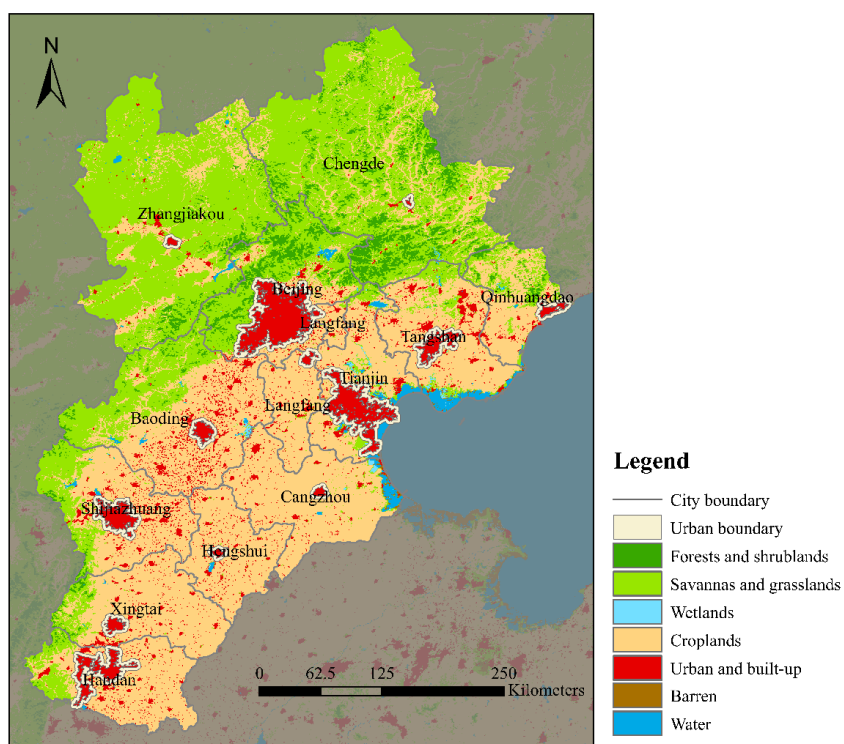 N
Chengde
Zhangjiakou
Beijing
Qinhuangdao
Langfang
Tangshan
Tianjin
Langfang
Baoding
Cangzhou
Shijiazhuang
Hengshui
Xingtai
Handan
0 62.5 125 250
Kilometers
Legend
City boundary
Urban boundary
Forests and shrublands
Savannas and grasslands
Wetlands
Croplands
Urban and built-up
Barren
Water